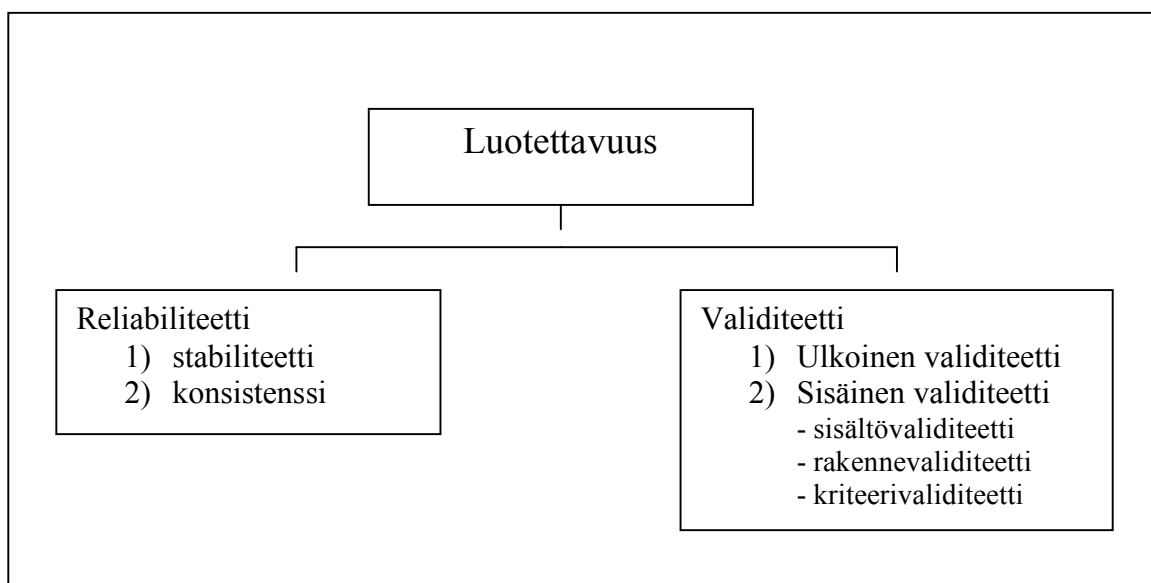 Luotettavuus
Reliabiliteetti
1) stabiliteetti
2) konsistenssi
Validiteetti
1) Ulkoinen validiteetti
2) Sisäinen validiteetti
- sisältövaliditeetti
- rakennevaliditeetti
- kriteerivaliditeetti